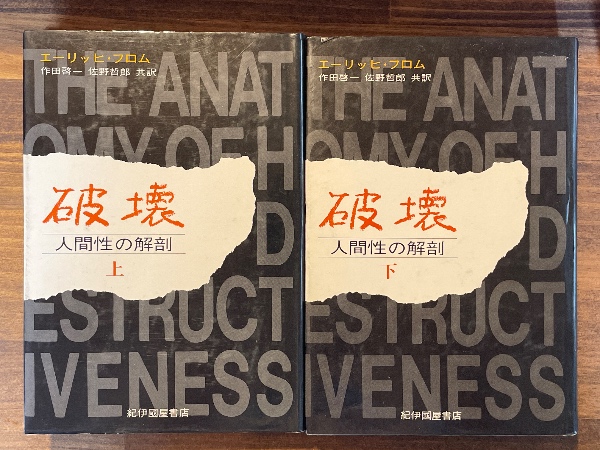 エーリッヒ・フロム
作田啓一 佐野哲郎 共訳
THE ANAT
OMY OF H
D
ESTRUCT
IVENESS
破壊
人間性の解剖
上
紀伊國屋書店
エーリッヒ・フロム
作田啓一 佐野哲郎 共訳
THE ANAT
OMY OF H
D
ESTRUCT
IVENESS
破壊
人間性の解剖
下
紀伊國屋書店